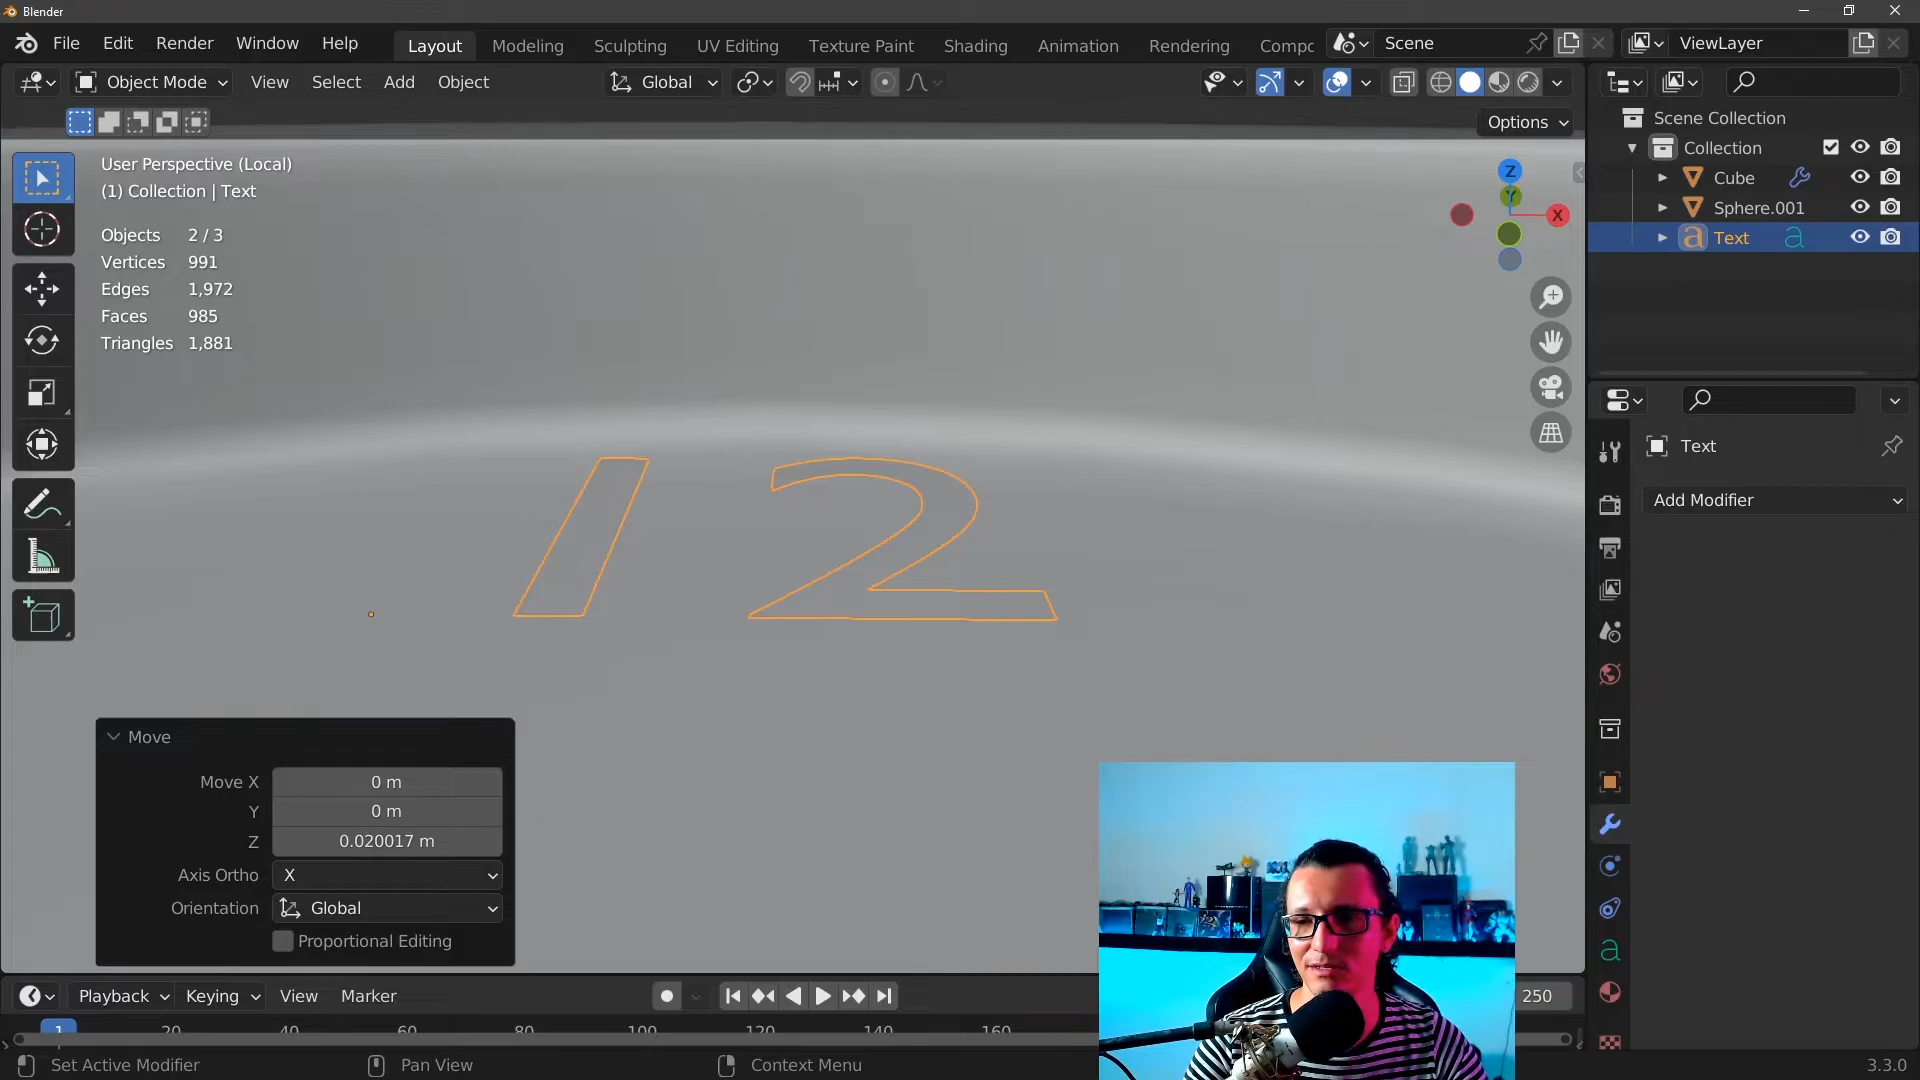 Blender
File Edit Render Window Help
Layout Modeling Sculpting UV Editing Texture Paint Shading Animation Rendering Compc
Scene
ViewLayer
Object Mode
View Select Add Object
Global
Options
User Perspective (Local)
(1) Collection | Text
Objects 2 / 3
Vertices 991
Edges 1,972
Faces 985
Triangles 1,881
Z
Y
X
Scene Collection
Collection
Cube
Sphere.001
Text
Text
Add Modifier
12
Move
Move X 0 m
Y 0 m
Z 0.020017 m
Axis Ortho X
Orientation Global
Proportional Editing
Playback Keying View Marker
250
1 20 40 60 80 100 120 140 160
Set Active Modifier
Pan View
Context Menu
3.3.0